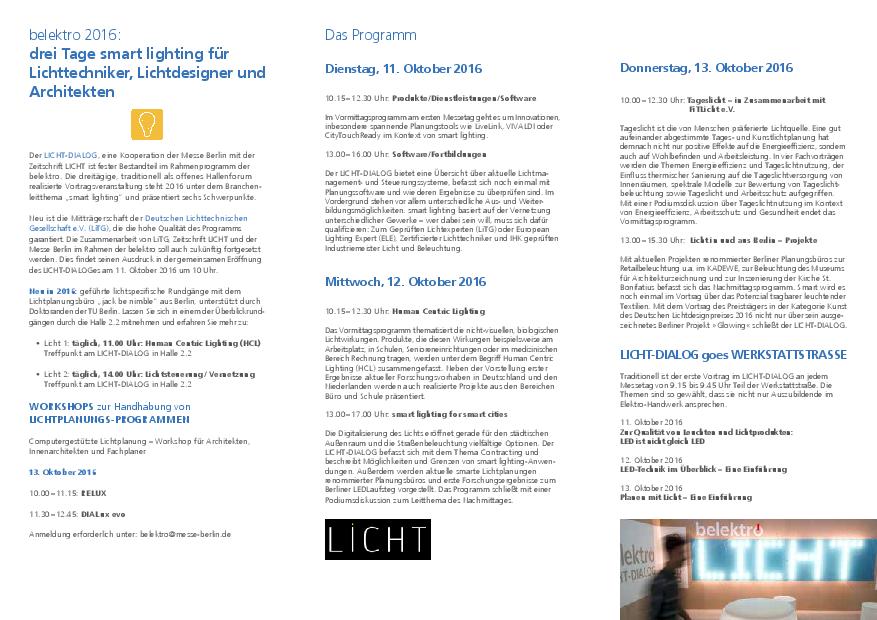 belektro 2016:
drei Tage smart lighting für
Lichttechniker, Lichtdesigner und
Architekten
Der LICHT-DIALOG, eine Kooperation der Messe Berlin mit der
Zeitschrift LICHT ist fester Bestandteil im Rahmenprogramm der
belektro. Die dreitägige, traditionell als offenes Hallenforum
realisierte Vortragsveranstaltung steht 2016 unter dem Branchen-
leitthema „smart lighting" und präsentiert sechs Schwerpunkte.
Neu ist die Mitträgerschaft der Deutschen Lichttechnischen
Gesellschaft e.V. (LiTG), die die hohe Qualität des Programms
garantiert. Die Zusammenarbeit von LiTG, Zeitschrift LICHT und der
Messe Berlin im Rahmen der belektro soll auch zukünftig fortgesetzt
werden. Dies findet seinen Ausdruck in der gemeinsamen Eröffnung
des LICHT-DIALOGes am 11. Oktober 2016 um 10 Uhr.
Neu in 2016: geführte lichtspezifische Rundgänge mit dem
Lichtplanungsbüro „jack be nimble" aus Berlin, unterstützt durch
Doktoranden der TU Berlin. Lassen Sie sich in einem der Überblickrund-
gängen durch die Halle 2.2 mitnehmen und erfahren Sie mehr zu:
• Licht 1: täglich, 11.00 Uhr: Human Centric Lighting (HCL)
Treffpunkt am LICHT-DIALOG in Halle 2.2
• Licht 2: täglich, 14.00 Uhr: Lichtsteuerung / Vernetzung
Treffpunkt am LICHT-DIALOG in Halle 2.2
WORKSHOPS zur Handhabung von
LICHTPLANUNGS-PROGRAMMEN
Computergestützte Lichtplanung – Workshop für Architekten,
Innenarchitekten und Fachplaner
13. Oktober 2016
10.00 – 11.15: RELUX
11.30 – 12.45: DIALux evo
Anmeldung erforderlich unter: belektro@messe-berlin.de
Das Programm
Dienstag, 11. Oktober 2016
10.15 – 12.30 Uhr: Produkte/Dienstleistungen/Software
Im Vormittagsprogramm am ersten Messetag geht es um Innovationen,
inbesondere spannende Planungstools wie LiveLink, VIVALDI oder
CityTouchReady im Kontext von smart lighting.
13.00 – 16.00 Uhr: Software/Fortbildungen
Der LICHT-DIALOG bietet eine Übersicht über aktuelle Lichtma-
nagement- und Steuerungssysteme, befasst sich noch einmal mit
Planungssoftware und wie deren Ergebnisse zu überprüfen sind. Im
Vordergrund stehen vor allem unterschiedliche Aus- und Weiter-
bildungsmöglichkeiten. smart lighting basiert auf der Vernetzung
unterschiedlicher Gewerke – wer dabei sein will, muss sich dafür
qualifizieren: Zum Geprüften Lichtexperten (LiTG) oder European
Lighting Expert (ELE), Zertifizierter Lichttechniker und IHK geprüften
Industriemeister Licht und Beleuchtung.
Mittwoch, 12. Oktober 2016
10.15 – 12.30 Uhr: Human Centric Lighting
Das Vormittagsprogramm thematisiert die nicht-visuellen, biologischen
Lichtwirkungen. Produkte, die diesen Wirkungen beispielsweise am
Arbeitsplatz, in Schulen, Senioreneinrichtungen oder im medizinischen
Bereich Rechnung tragen, werden unter dem Begriff Human Centric
Lighting (HCL) zusammengefasst. Neben der Vorstellung erster
Ergebnisse aktueller Forschungsvorhaben in Deutschland und den
Niederlanden werden auch realisierte Projekte aus den Bereichen
Büro und Schule präsentiert.
13.00 – 17.00 Uhr: smart lighting for smart cities
Die Digitalisierung des Lichts eröffnet gerade für den städtischen
Außenraum und die Straßenbeleuchtung vielfältige Optionen. Der
LICHT-DIALOG befasst sich mit dem Thema Contracting und
beschreibt Möglichkeiten und Grenzen von smart lighting-Anwen-
dungen. Außerdem werden aktuelle smarte Lichtplanungen
renommierter Planungsbüros und erste Forschungsergebnisse zum
Berliner LEDLaufsteg vorgestellt. Das Programm schließt mit einer
Podiumsdiskussion zum Leitthema des Nachmittages.
LiCHT
Donnerstag, 13. Oktober 2016
10.00 – 12.30 Uhr: Tageslicht – in Zusammenarbeit mit
FiTLicht e.V.
Tageslicht ist die von Menschen präferierte Lichtquelle. Eine gut
aufeinander abgestimmte Tages- und Kunstlichtplanung hat
demnach nicht nur positive Effekte auf die Energieeffizienz, sondern
auch auf Wohlbefinden und Arbeitsleistung. In vier Fachvorträgen
werden die Themen Energieeffizienz und Tageslichtnutzung, der
Einfluss thermischer Sanierung auf die Tageslichtversorgung von
Innenräumen, spektrale Modelle zur Bewertung von Tageslicht-
beleuchtung sowie Tageslicht und Arbeitsschutz aufgegriffen.
Mit einer Podiumsdiskussion über Tageslichtnutzung im Kontext
von Energieeffizienz, Arbeitsschutz und Gesundheit endet das
Vormittagsprogramm.
13.00 – 15.30 Uhr: Licht in und aus Berlin – Projekte
Mit aktuellen Projekten renommierter Berliner Planungsbüros zur
Retailbeleuchtung u.a. im KADEWE, zur Beleuchtung des Museums
für Architekturzeichnung und zur Inszenierung der Kirche St.
Bonifatius befasst sich das Nachmittagsprogramm. Smart wird es
noch einmal im Vortrag über das Potenzial tragbarer leuchtender
Textilien. Mit dem Vortrag des Preisträgers in der Kategorie Kunst
des Deutschen Lichtdesignpreises 2016 nicht nur über sein ausge-
zeichnetes Berliner Projekt »Glowing« schließt der LICHT-DIALOG.
LICHT-DIALOG goes WERKSTATTSTRASSE
Traditionell ist der erste Vortrag im LICHT-DIALOG an jedem
Messetag von 9.15 bis 9.45 Uhr Teil der Werkstattstraße. Die
Themen sind so gewählt, dass sie nicht nur Auszubildende im
Elektro-Handwerk ansprechen.
11. Oktober 2016
Zur Qualität von Leuchten und Lichtprodukten:
LED ist nicht gleich LED
12. Oktober 2016
LED-Technik im Überblick – Eine Einführung
13. Oktober 2016
Planen mit Licht – Eine Einführung
belektro
LICHT
lektro
HT-DIALOG